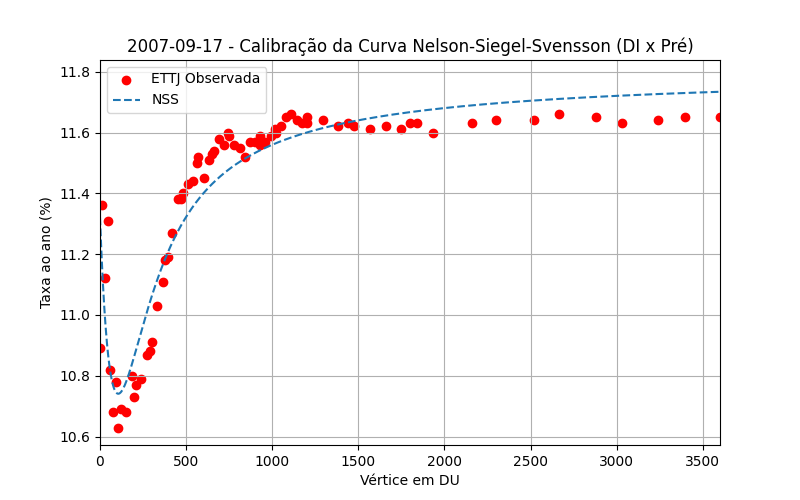 2007-09-17 - Calibração da Curva Nelson-Siegel-Svensson (DI x Pré)
ETTJ Observada
NSS
Taxa ao ano (%)
11.8
11.6
11.4
11.2
11.0
10.8
10.6
0 500 1000 1500 2000 2500 3000 3500
Vértice em DU